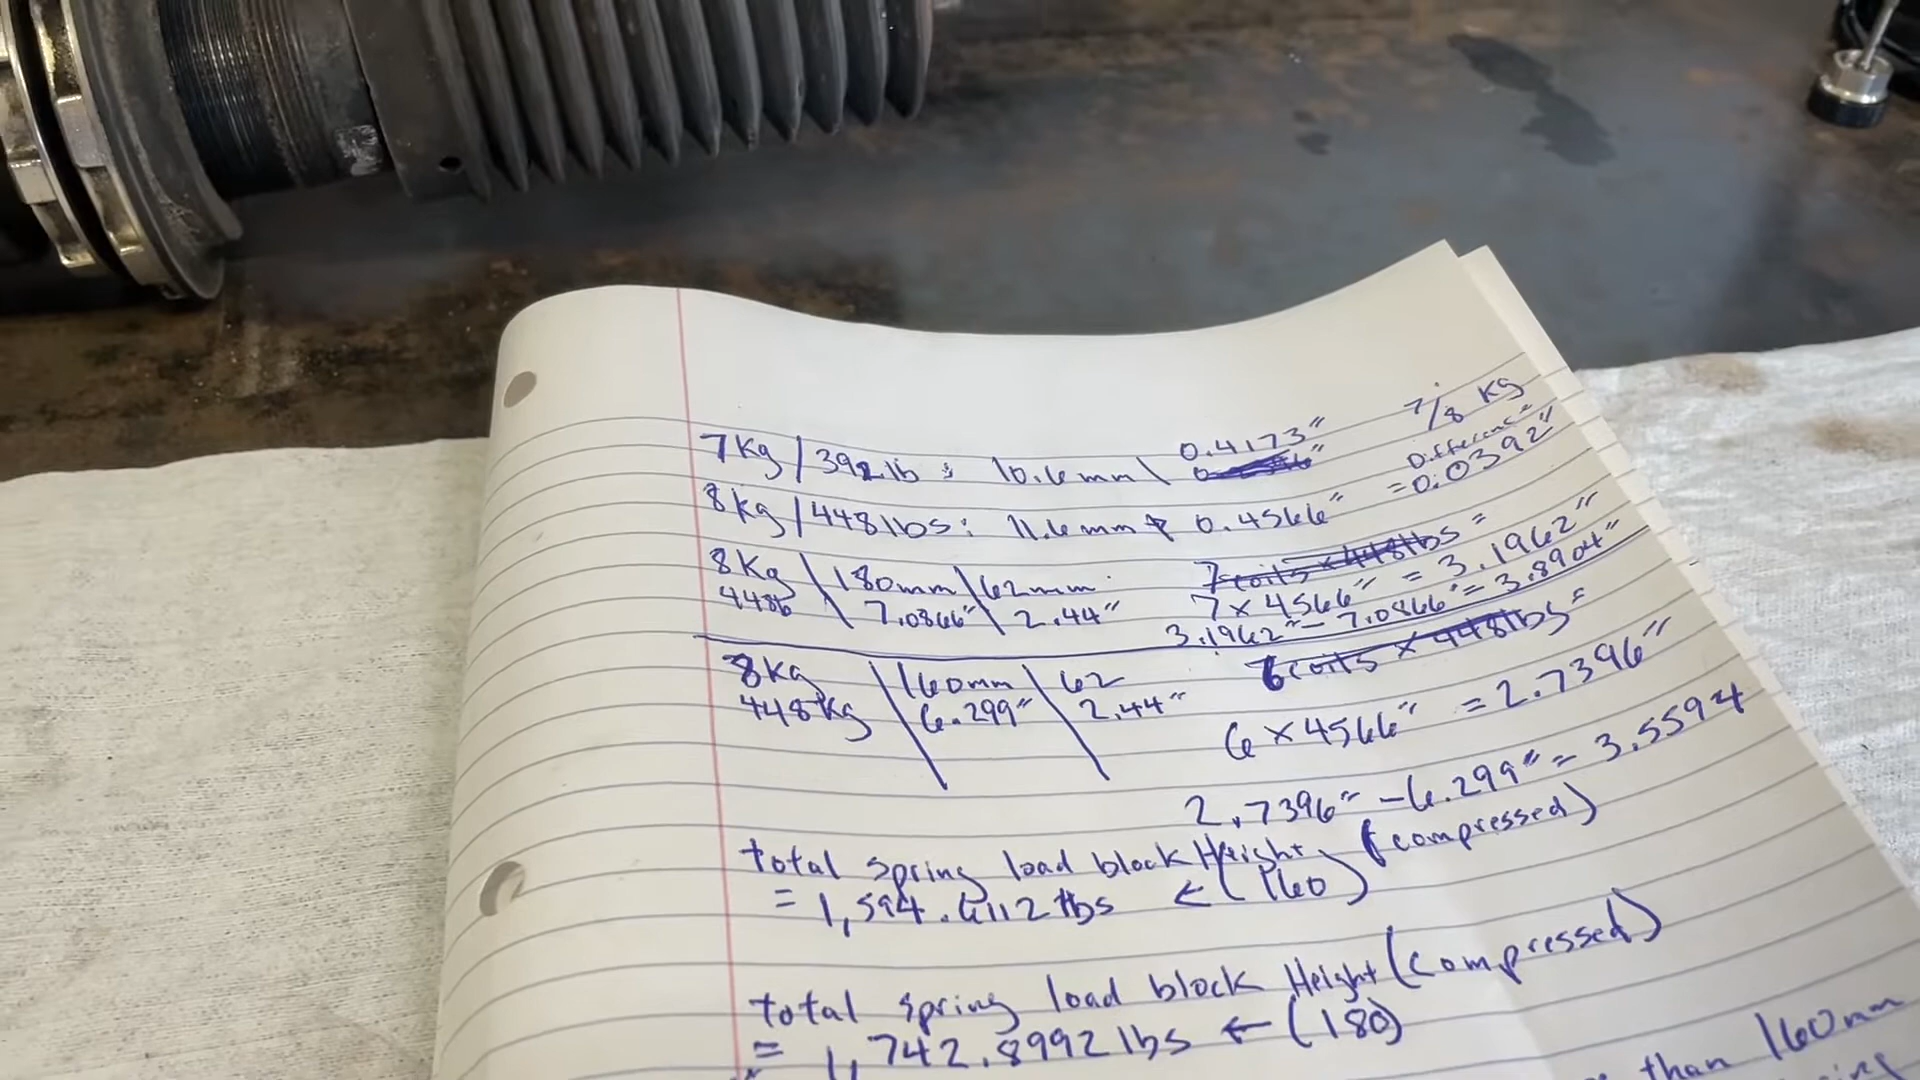 7Kg / 392lb : 10.6mm \ 0.4173"
7/8 Kg
Difference
= 0.0392"
8Kg / 448lbs : 11.6mm 0.4566"
8Kg \ 180mm \ 62mm
448lb \ 7.0866" \ 2.44"
7 coils x 448lbs =
7 x 4566" = 3.1962"
3.1962" - 7.0866" = 3.8904"
8Kg \ 160mm \ 62
448Kg \ 6.299" \ 2.44"
6 coils x 448lbs =
6 x 4566" = 2.7396"
2.7396" - 6.299" = 3.5594
total spring load block Height (compressed)
= 1,594.6112 lbs ← (160)
total spring load block Height (compressed)
= 1,742.8992 lbs ← (180)
than 160mm